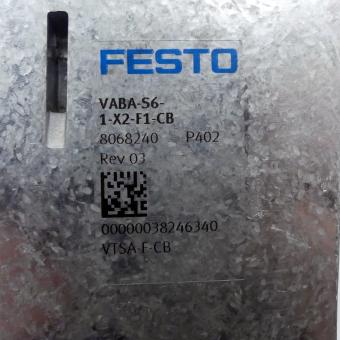 FESTO
VABA-S6-
1-X2-F1-CB
8068240 P402
Rev 03
00000038246340
VTSA-F-CB